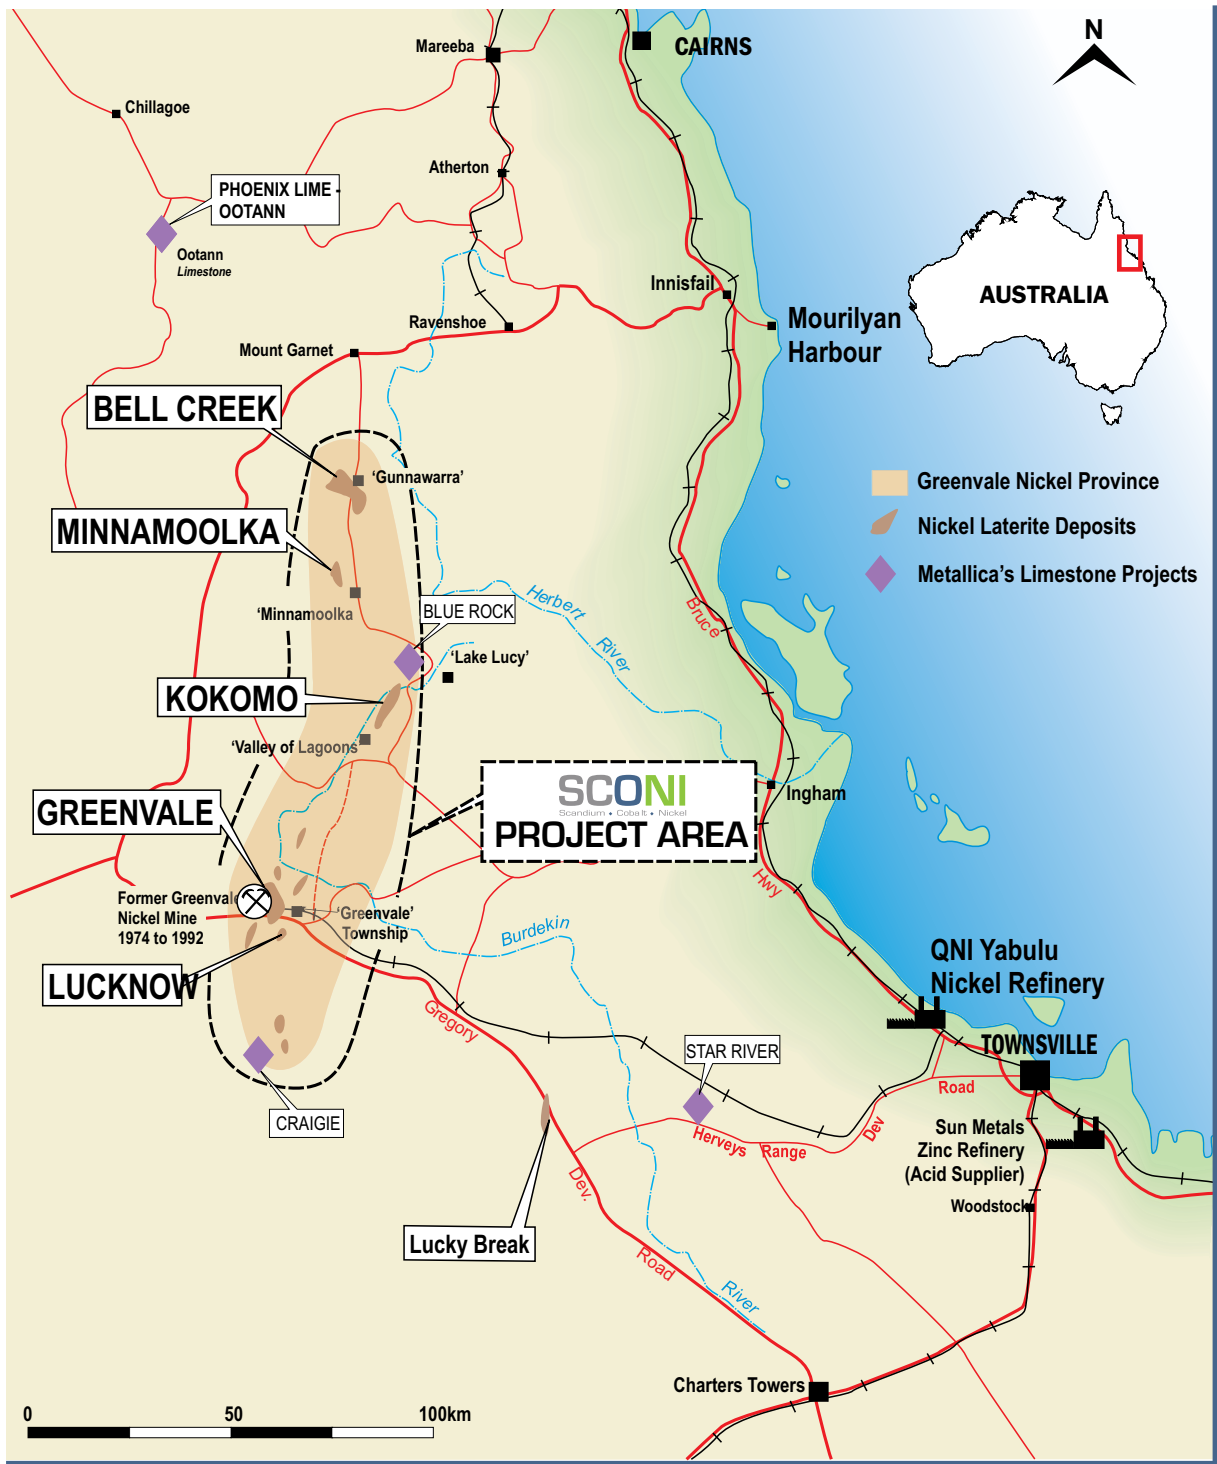 N
CAIRNS
Mareeba
Chillagoe
Atherton
PHOENIX LIME -
OOTANN
Ootann
Limestone
Innisfail
AUSTRALIA
Mourilyan
Harbour
Ravenshoe
Mount Garnet
BELL CREEK
'Gunnawarra'
Greenvale Nickel Province
Nickel Laterite Deposits
Metallica's Limestone Projects
MINNAMOOLKA
'Minnamoolka
BLUE ROCK
Herbert
River
Bruce
'Lake Lucy'
KOKOMO
'Valley of Lagoons
SCONI
Scandium • Cobalt • Nickel
PROJECT AREA
Ingham
GREENVALE
Hwy
Former Greenvale
Nickel Mine
1974 to 1992
'Greenvale'
Township
Burdekin
QNI Yabulu
Nickel Refinery
LUCKNOW
Gregory
STAR RIVER
TOWNSVILLE
Road
CRAIGIE
Herveys
Range
Dev
Sun Metals
Zinc Refinery
(Acid Supplier)
Dev.
Woodstock
Lucky Break
Road
River
Charters Towers
0
50
100km